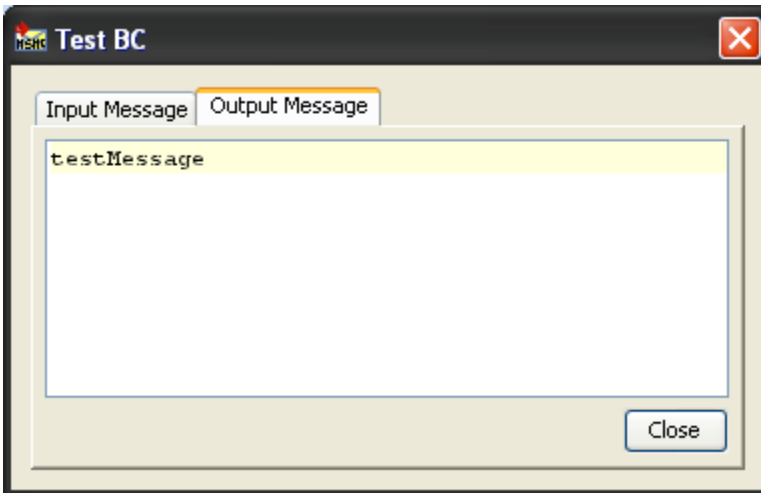 Test BC
Input Message
Output Message
testMessage
Close